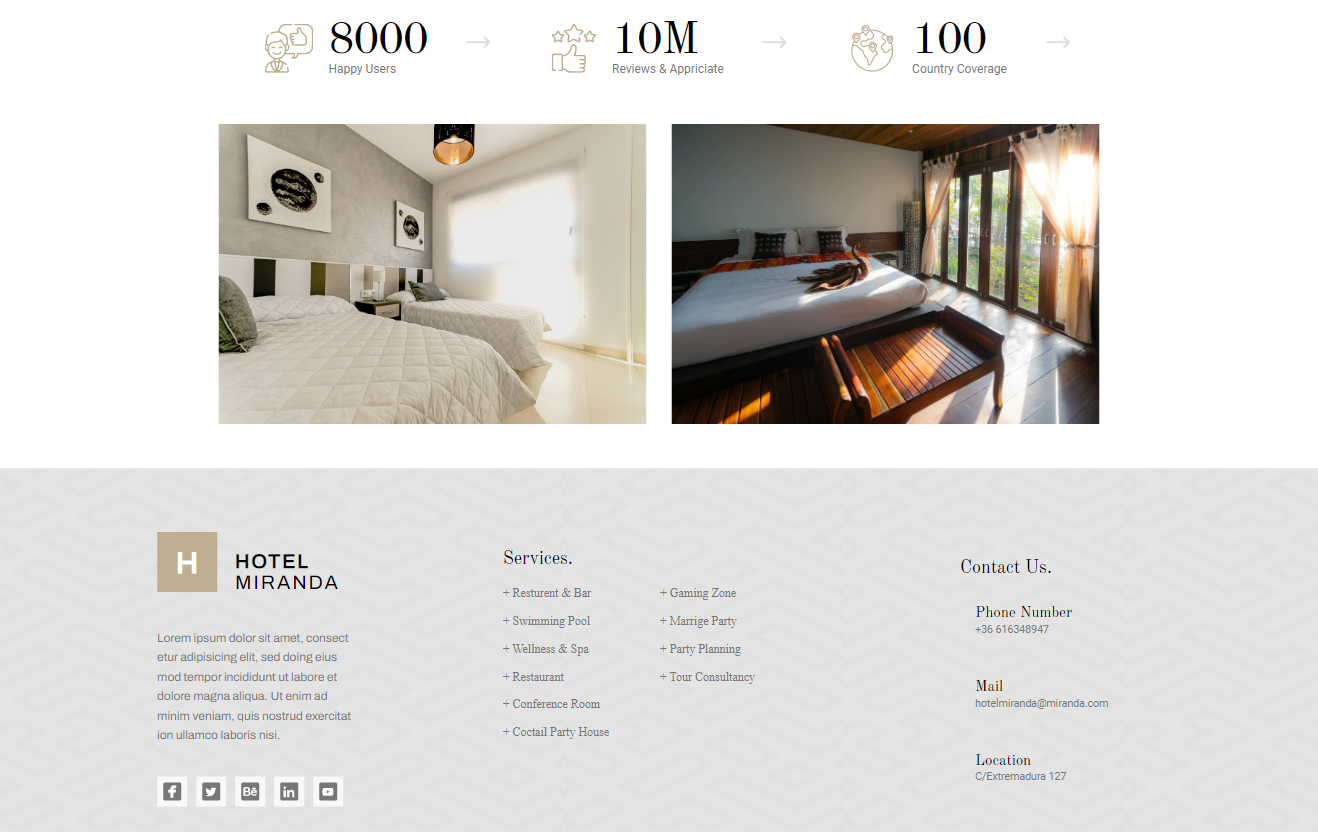 8000
Happy Users
10M
Reviews & Appriciate
100
Country Coverage
H
HOTEL
MIRANDA
Lorem ipsum dolor sit amet, consect
etur adipisicing elit, sed doing eius
mod tempor incididunt ut labore et
dolore magna aliqua. Ut enim ad
minim veniam, quis nostrud exercitat
ion ullamco laboris nisi.
Services.
+ Resturent & Bar
+ Swimming Pool
+ Wellness & Spa
+ Restaurant
+ Conference Room
+ Coctail Party House
+ Gaming Zone
+ Marrige Party
+ Party Planning
+ Tour Consultancy
Contact Us.
Phone Number
+36 616348947
Mail
hotelmiranda@miranda.com
Location
C/Extremadura 127